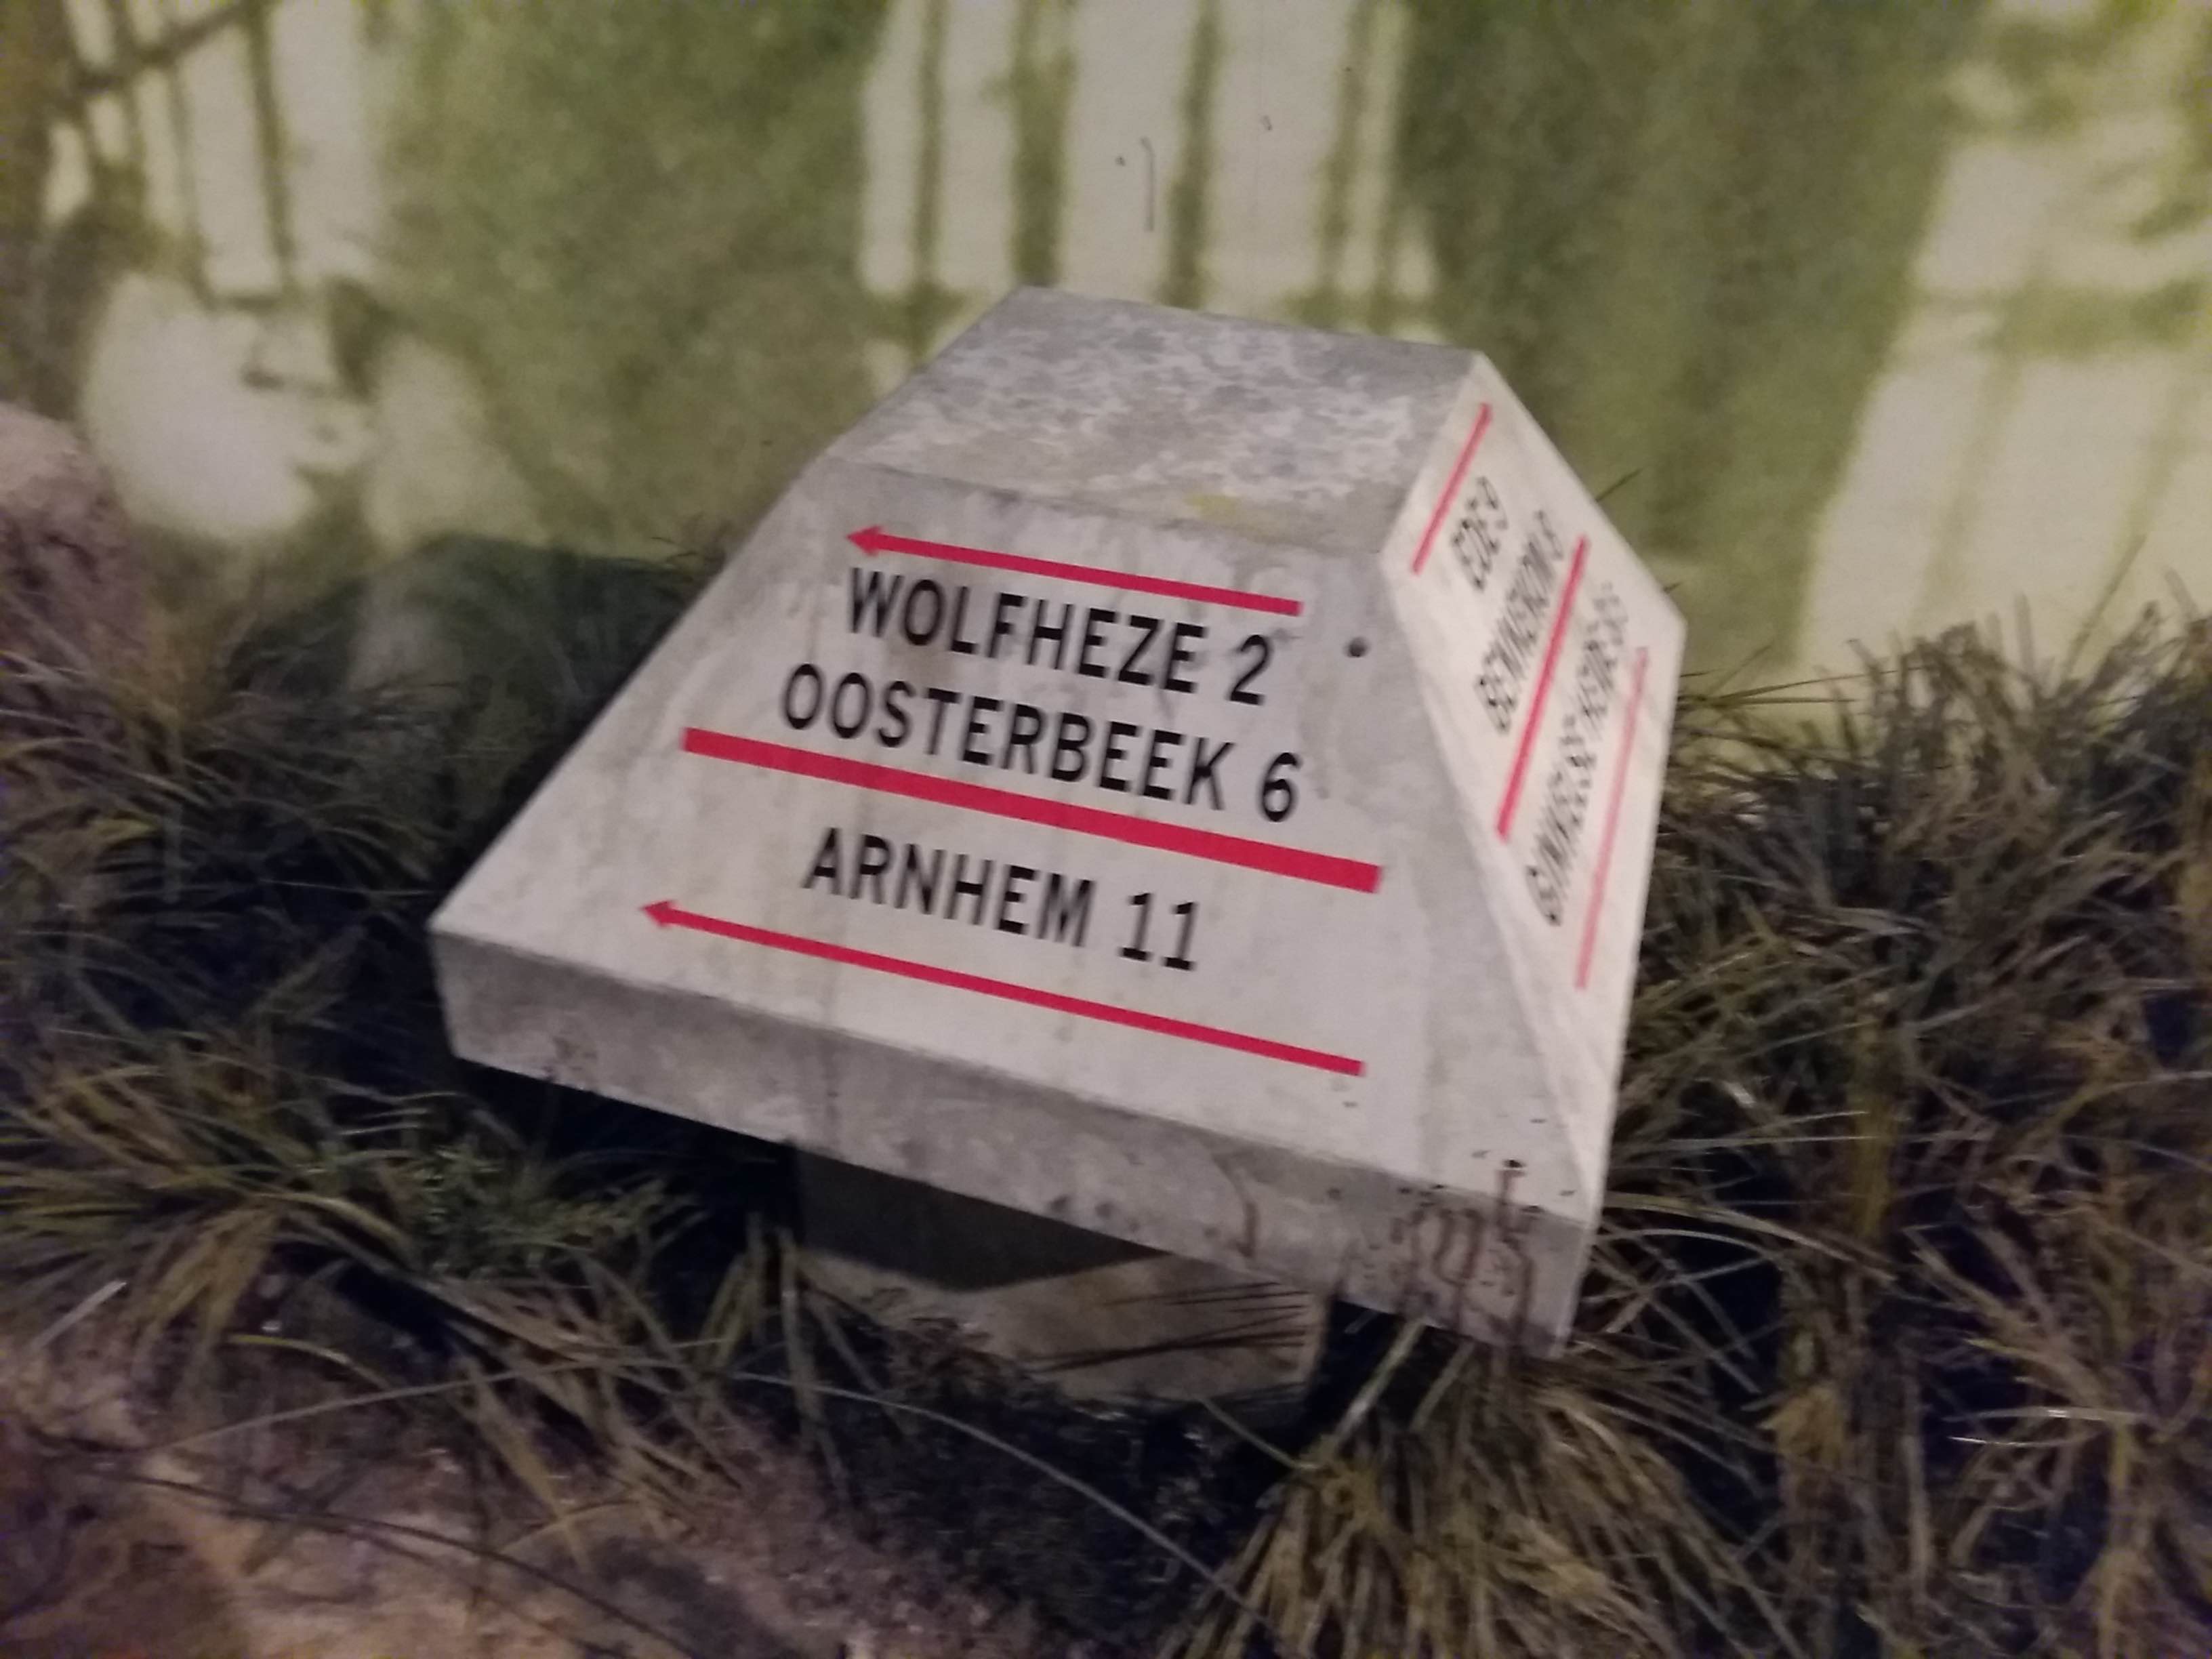 WOLFHEZE 2
OOSTERBEEK 6
ARNHEM 11
EDE 9